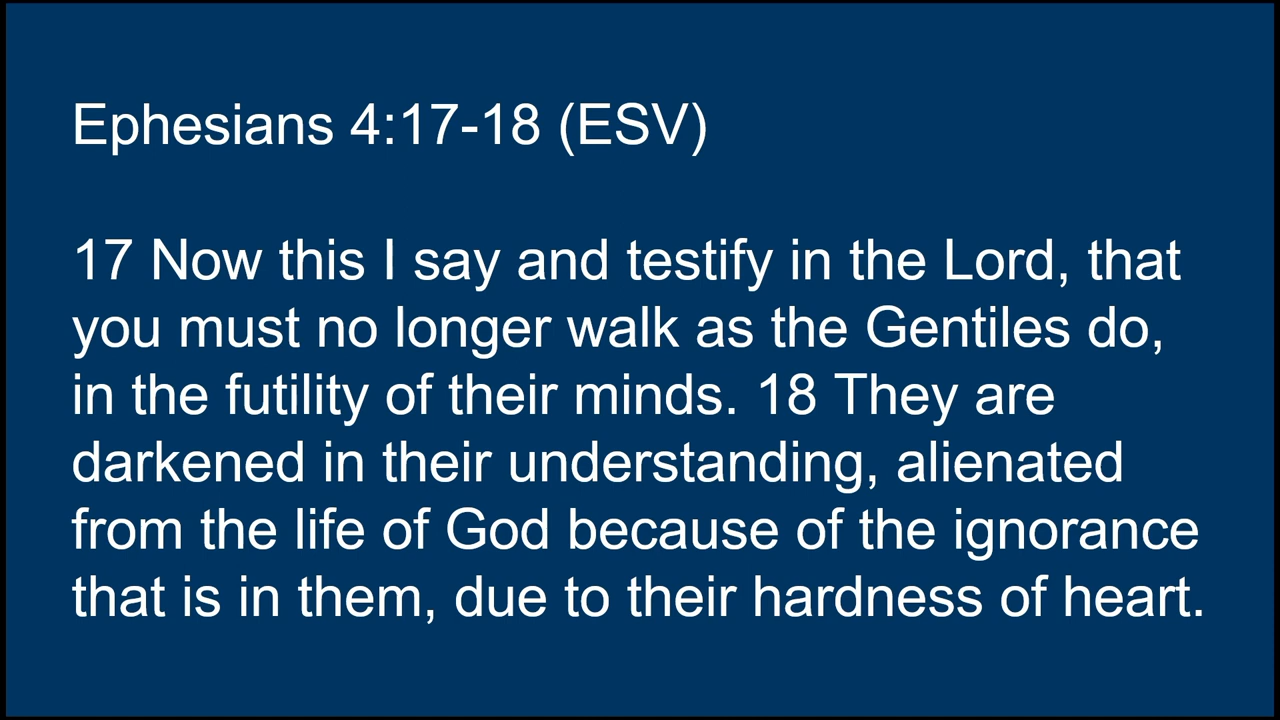 Ephesians 4:17-18 (ESV)
17 Now this I say and testify in the Lord, that
you must no longer walk as the Gentiles do,
in the futility of their minds. 18 They are
darkened in their understanding, alienated
from the life of God because of the ignorance
that is in them, due to their hardness of heart.